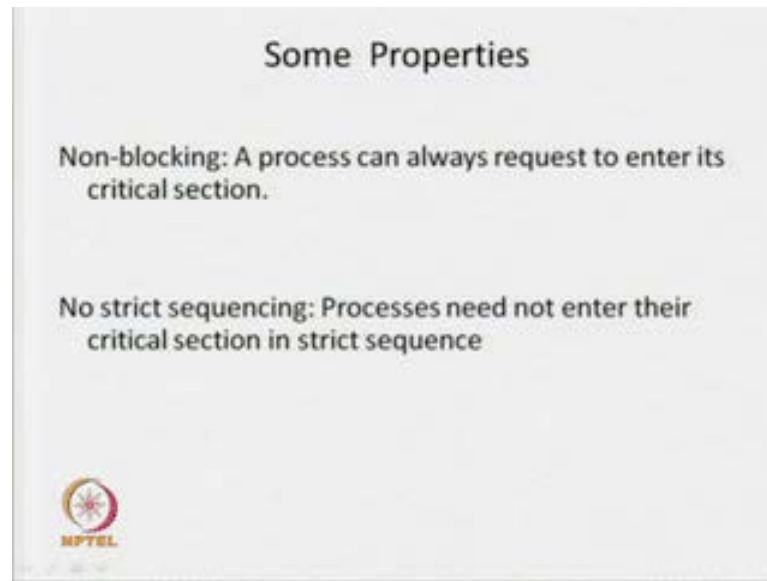 Some Properties
Non-blocking: A process can always request to enter its
critical section.
No strict sequencing: Processes need not enter their
critical section in strict sequence
NPTEL